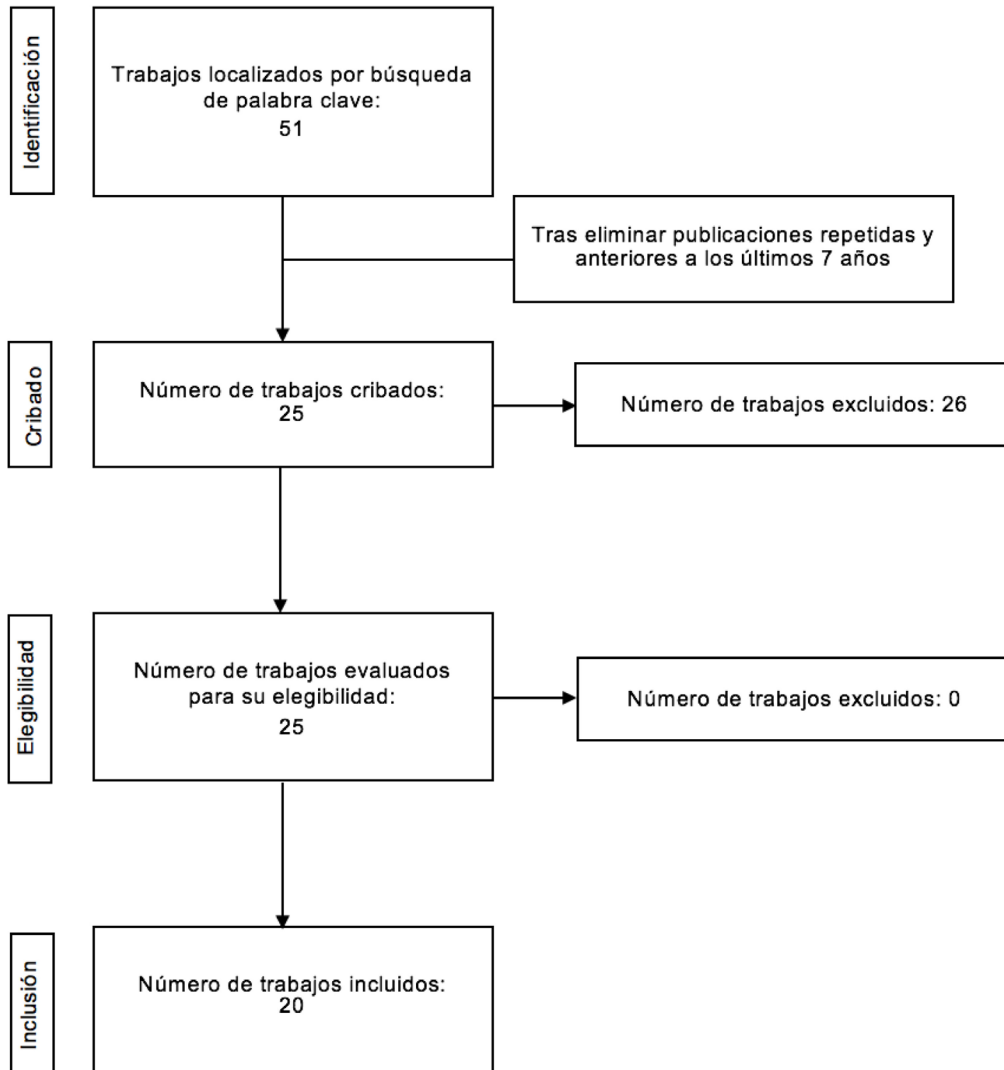 Identificación
Trabajos localizados por búsqueda
de palabra clave:
51
Tras eliminar publicaciones repetidas y
anteriores a los últimos 7 años
Cribado
Número de trabajos cribados:
25
Número de trabajos excluidos: 26
Elegibilidad
Número de trabajos evaluados
para su elegibilidad:
25
Número de trabajos excluidos: 0
Inclusión
Número de trabajos incluidos:
20